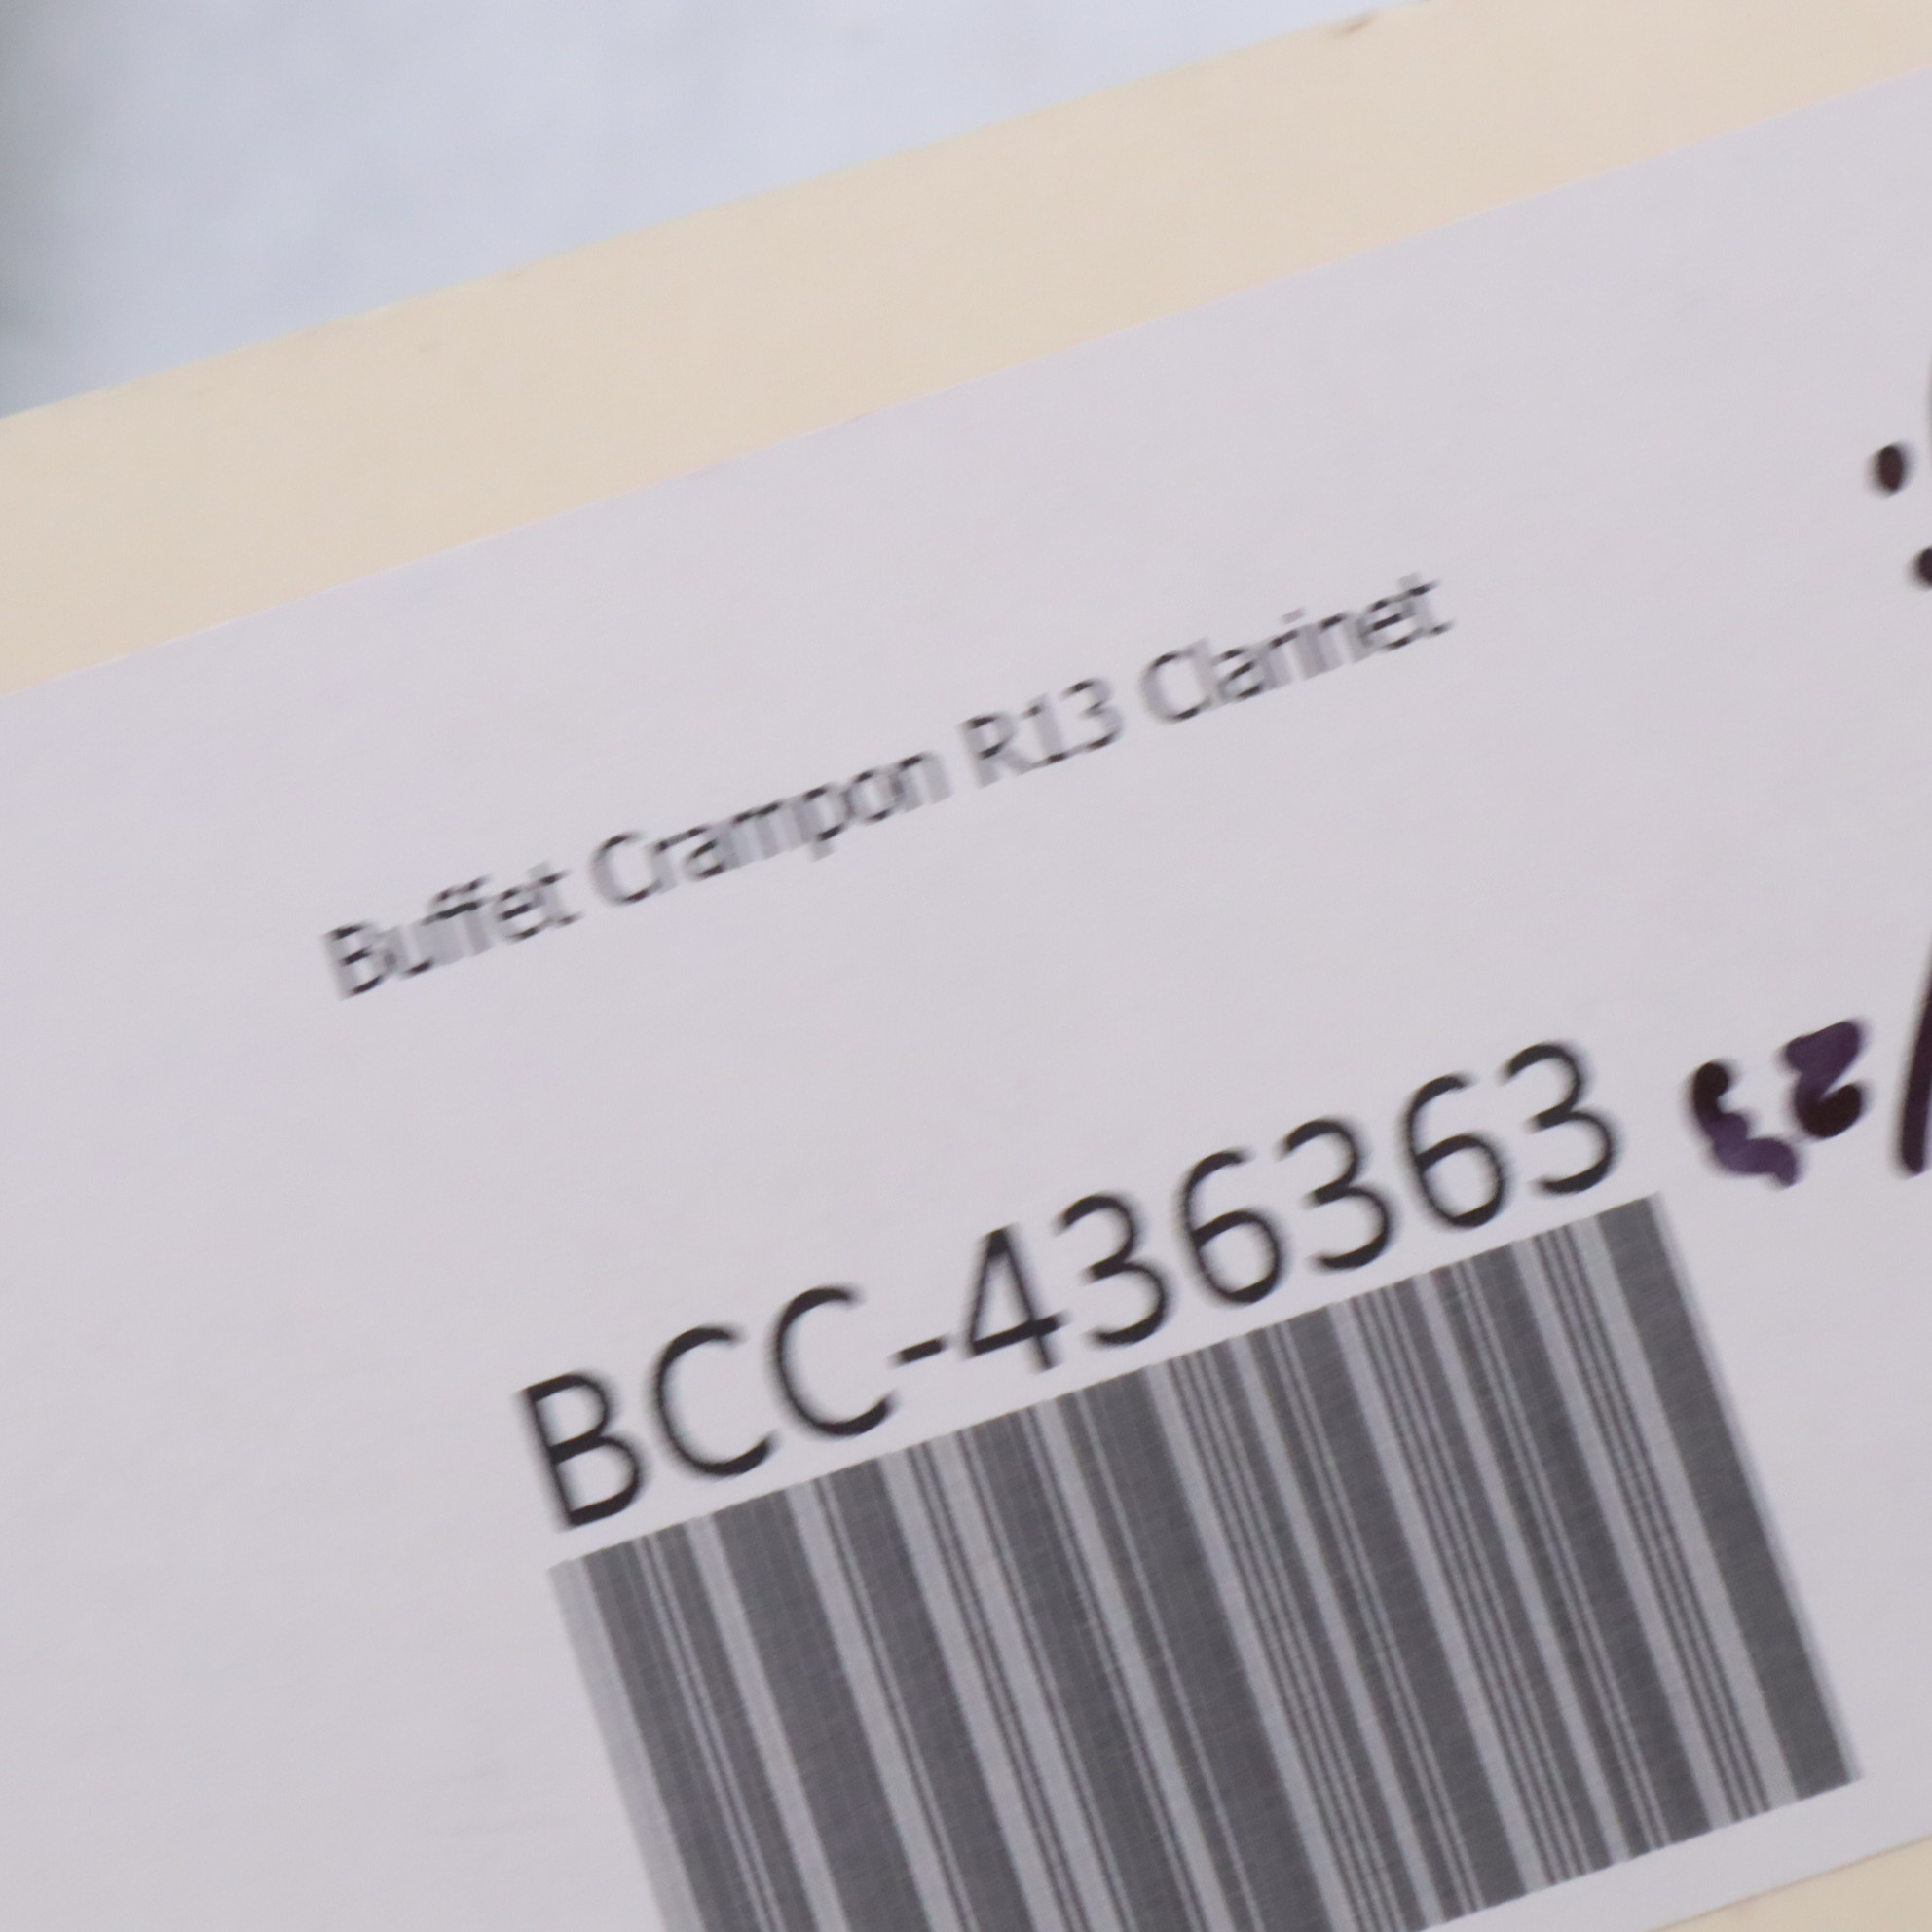 Buffet Crampon R13 Clarinet
BCC-436363